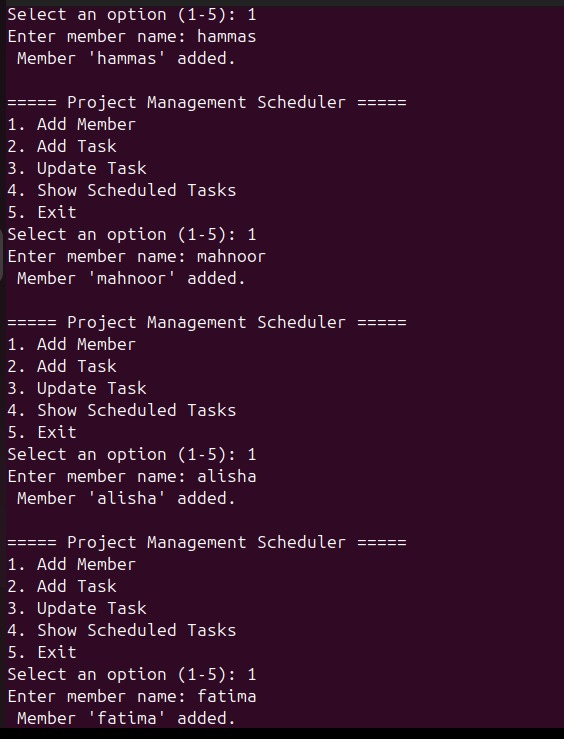 Select an option (1-5): 1
Enter member name: hammas
 Member 'hammas' added.

===== Project Management Scheduler =====
1. Add Member
2. Add Task
3. Update Task
4. Show Scheduled Tasks
5. Exit
Select an option (1-5): 1
Enter member name: mahnoor
 Member 'mahnoor' added.

===== Project Management Scheduler =====
1. Add Member
2. Add Task
3. Update Task
4. Show Scheduled Tasks
5. Exit
Select an option (1-5): 1
Enter member name: alisha
 Member 'alisha' added.

===== Project Management Scheduler =====
1. Add Member
2. Add Task
3. Update Task
4. Show Scheduled Tasks
5. Exit
Select an option (1-5): 1
Enter member name: fatima
 Member 'fatima' added.